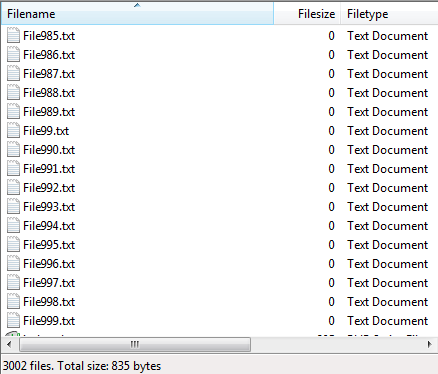 Filename Filesize Filetype
File985.txt 0 Text Document
File986.txt 0 Text Document
File987.txt 0 Text Document
File988.txt 0 Text Document
File989.txt 0 Text Document
File99.txt 0 Text Document
File990.txt 0 Text Document
File991.txt 0 Text Document
File992.txt 0 Text Document
File993.txt 0 Text Document
File994.txt 0 Text Document
File995.txt 0 Text Document
File996.txt 0 Text Document
File997.txt 0 Text Document
File998.txt 0 Text Document
File999.txt 0 Text Document
3002 files. Total size: 835 bytes